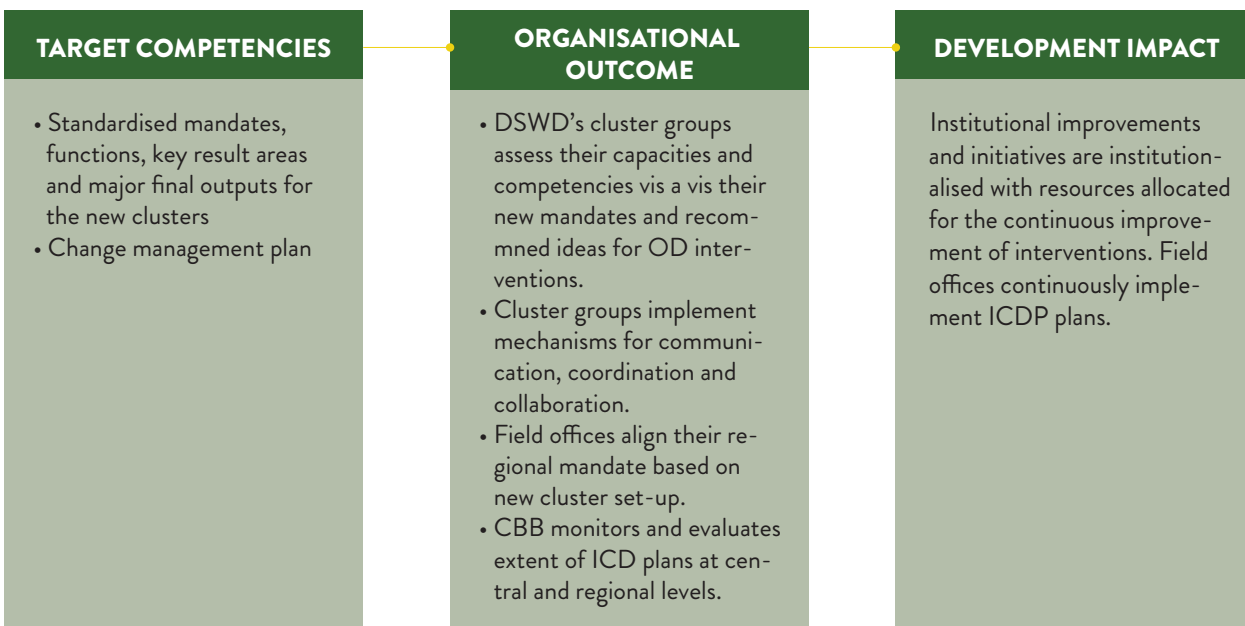 TARGET COMPETENCIES
• Standardised mandates,
functions, key result areas
and major final outputs for
the new clusters
• Change management plan
ORGANISATIONAL
OUTCOME
• DSWD's cluster groups
assess their capacities and
competencies vis a vis their
new mandates and recom-
mned ideas for OD inter-
ventions.
• Cluster groups implement
mechanisms for communi-
cation, coordination and
collaboration.
• Field offices align their re-
gional mandate based on
new cluster set-up.
• CBB monitors and evaluates
extent of ICD plans at cen-
tral and regional levels.
DEVELOPMENT IMPACT
Institutional improvements
and initiatives are institution-
alised with resources allocated
for the continuous improve-
ment of interventions. Field
offices continuously imple-
ment ICDP plans.